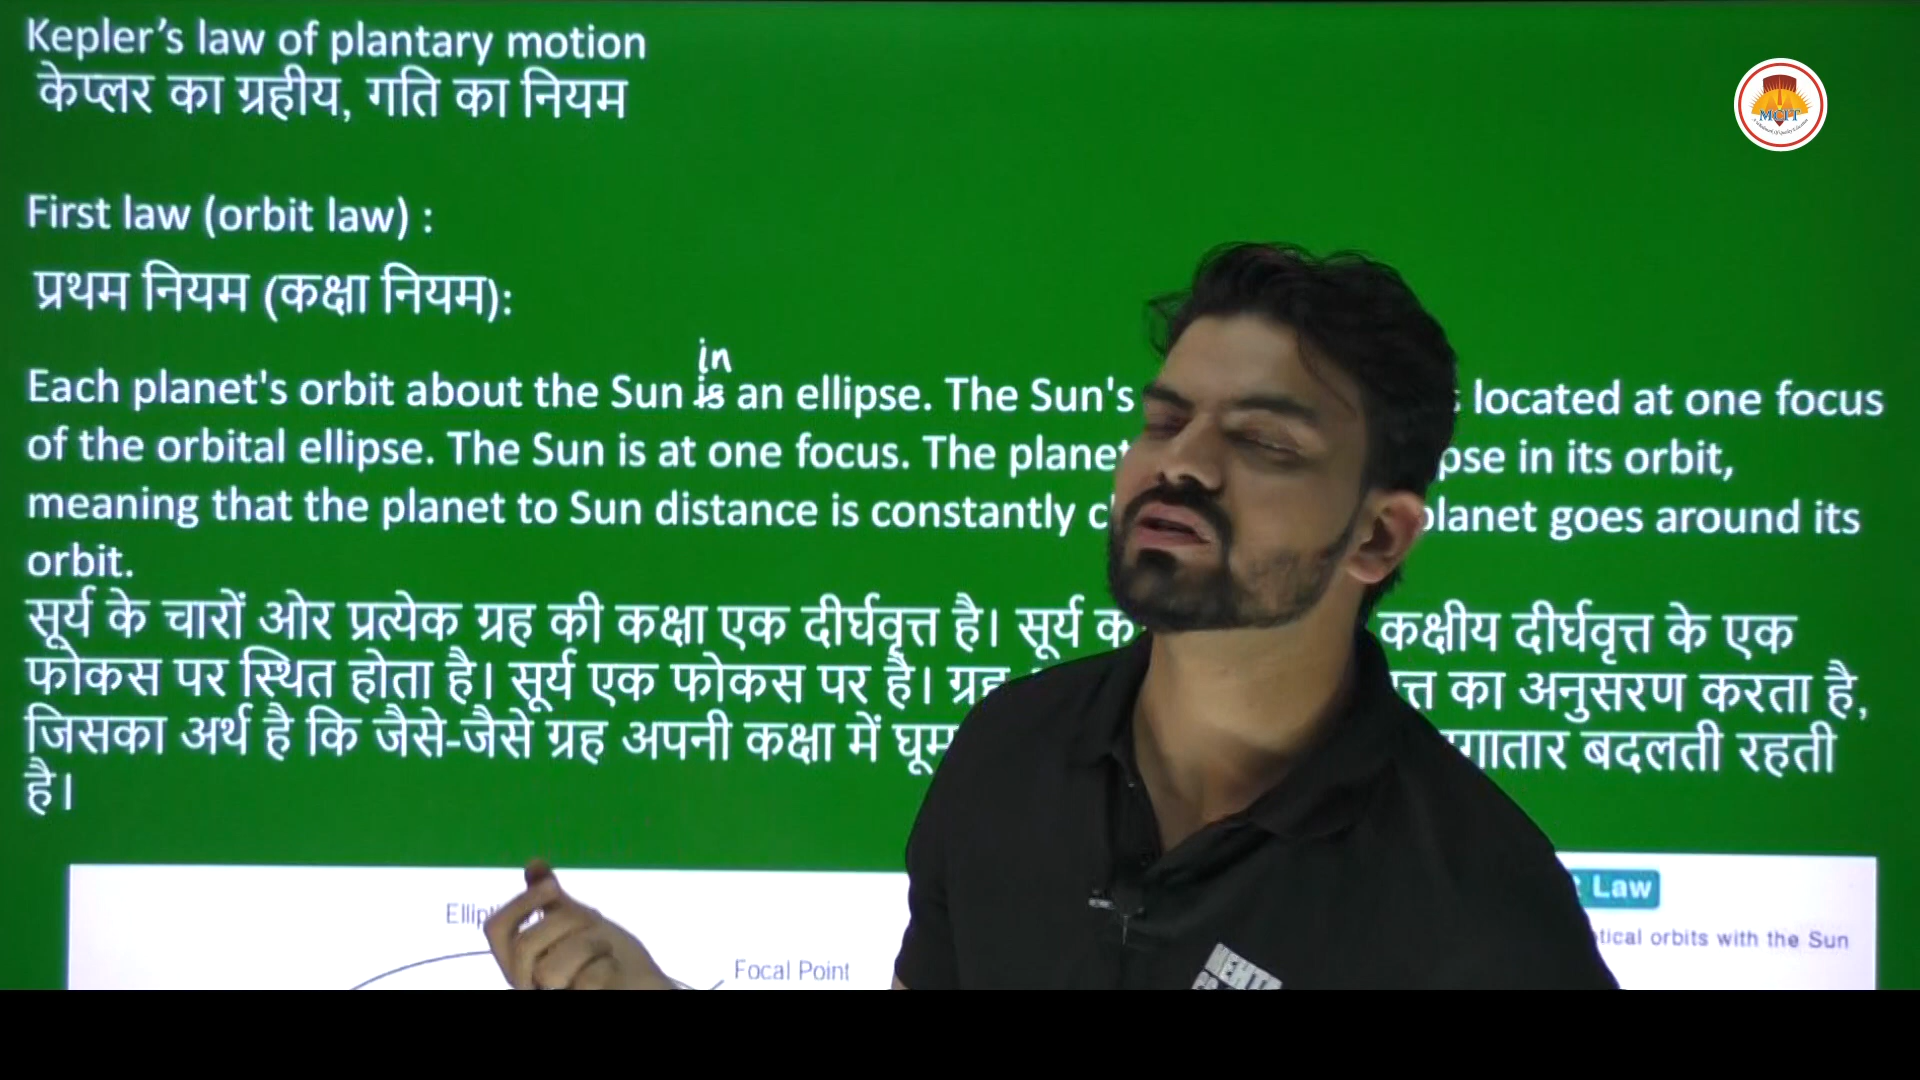 Kepler’s law of plantary motion
केप्लर का ग्रहीय, गति का नियम
MCIT
First law (orbit law) :
प्रथम नियम (कक्षा नियम):
in
Each planet's orbit about the Sun is an ellipse. The Sun's located at one focus
of the orbital ellipse. The Sun is at one focus. The planet in its orbit,
meaning that the planet to Sun distance is constantly planet goes around its
orbit.
सूर्य के चारों ओर प्रत्येक ग्रह की कक्षा एक दीर्घवृत्त है। सूर्य कक्षीय दीर्घवृत्त के एक
फोकस पर स्थित होता है। सूर्य एक फोकस पर है। ग्रह का अनुसरण करता है,
जिसका अर्थ है कि जैसे-जैसे ग्रह अपनी कक्षा में बदलती रहती
है।
Law
orbits with the Sun
Focal Point